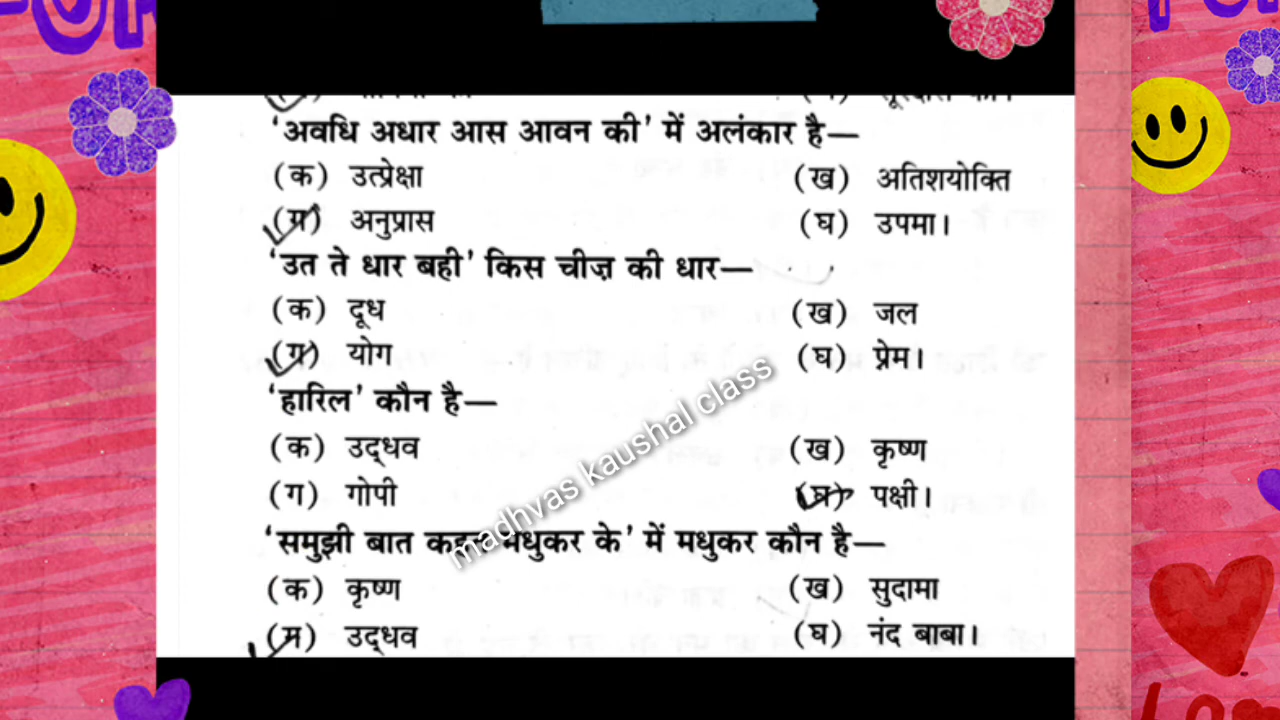 'अवधि अधार आस आवन की' में अलंकार है—
(क) उत्प्रेक्षा (ख) अतिशयोक्ति
(ग) अनुप्रास (घ) उपमा।
'उत ते धार बही' किस चीज़ की धार—
(क) दूध (ख) जल
(ग) योग (घ) प्रेम।
'हारिल' कौन है—
(क) उद्धव (ख) कृष्ण
(ग) गोपी (घ) पक्षी।
'समुझी बात कहत मधुकर के' में मधुकर कौन है—
(क) कृष्ण (ख) सुदामा
(ग) उद्धव (घ) नंद बाबा।
madhvas kaushal class